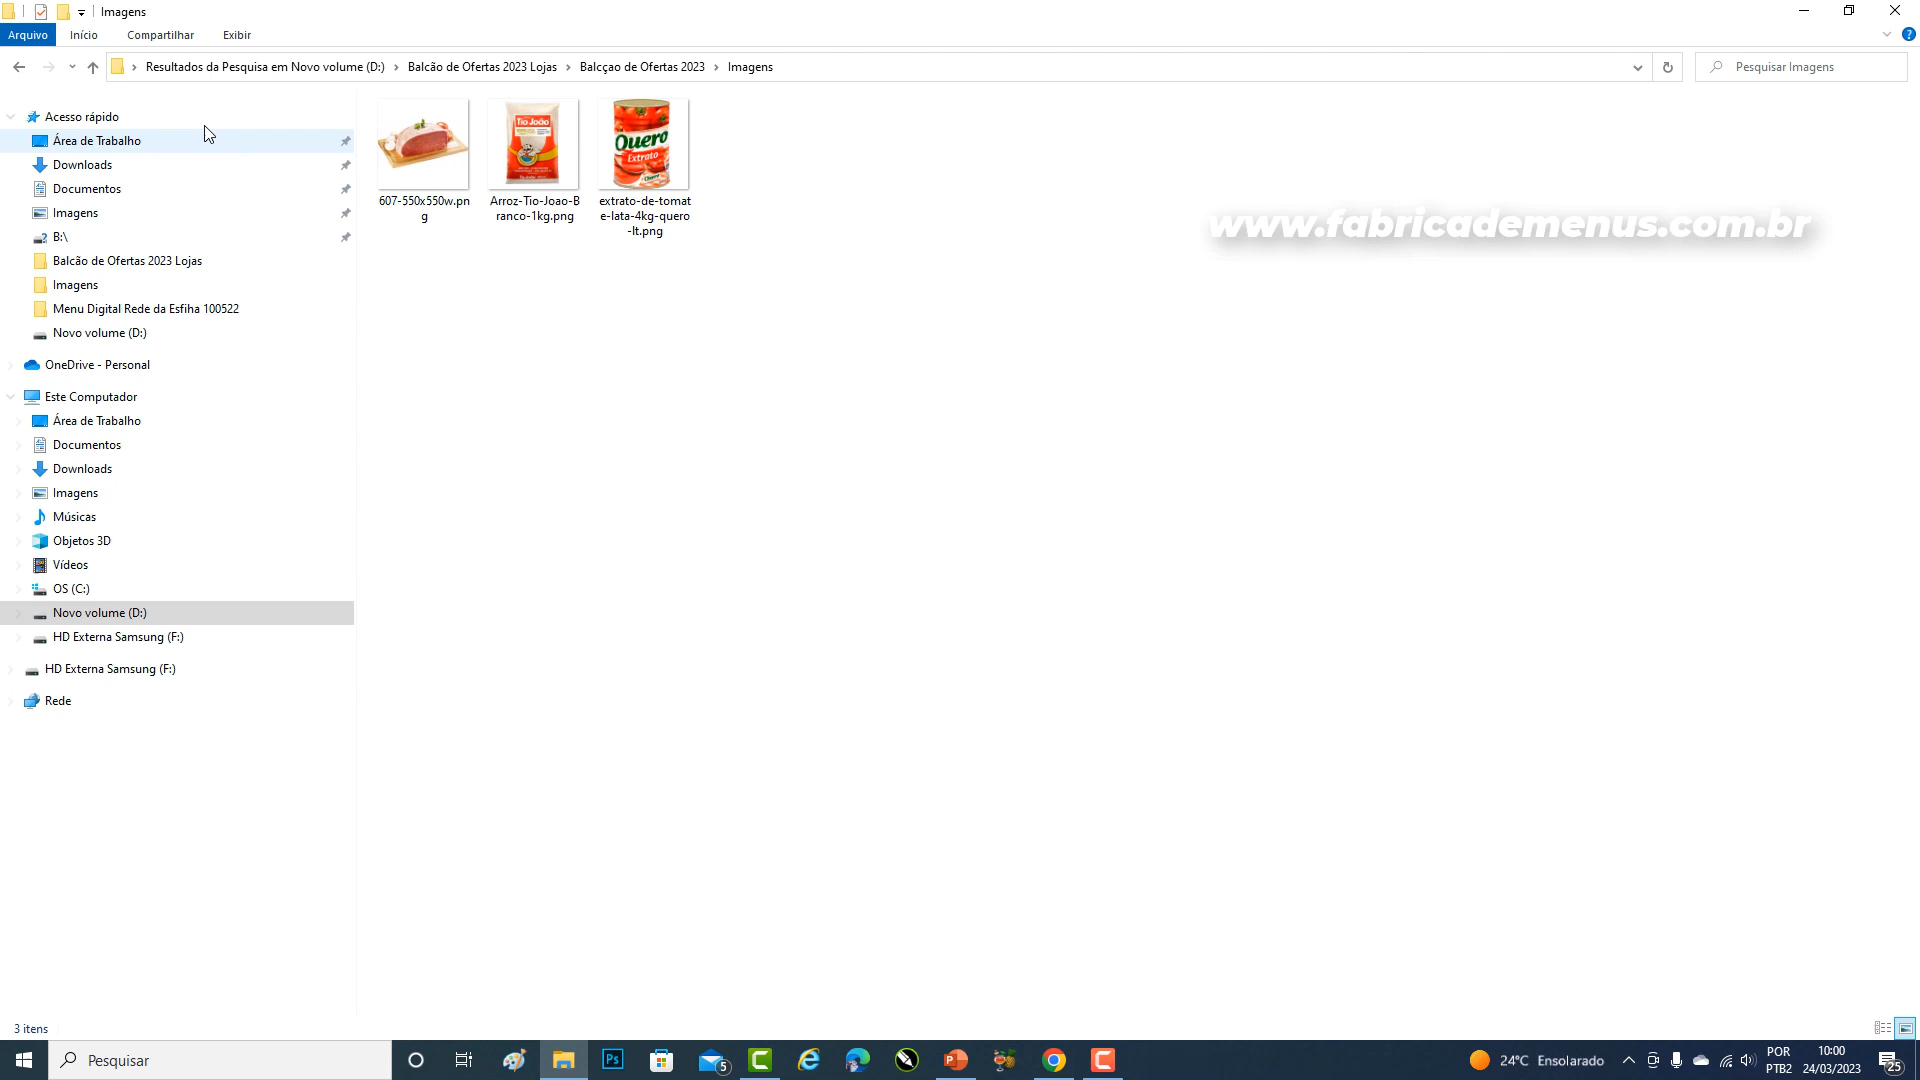 Imagens
Arquivo Início Compartilhar Exibir
Resultados da Pesquisa em Novo volume (D:) Balcão de Ofertas 2023 Lojas Balcçao de Ofertas 2023 Imagens
Pesquisar Imagens
Acesso rápido
Área de Trabalho
Downloads
Documentos
Imagens
B:\
Balcão de Ofertas 2023 Lojas
Imagens
Menu Digital Rede da Esfiha 100522
Novo volume (D:)
OneDrive - Personal
Este Computador
Área de Trabalho
Documentos
Downloads
Imagens
Músicas
Objetos 3D
Vídeos
OS (C:)
Novo volume (D:)
HD Externa Samsung (F:)
HD Externa Samsung (F:)
Rede
Tio João
Quero
Extrato
607-550x550w.pn
g
Arroz-Tio-Joao-B
ranco-1kg.png
extrato-de-tomat
e-lata-4kg-quero
-lt.png
www.fabricademenus.com.br
3 itens
Pesquisar
Ps
5
24°C Ensolarado
POR
PTB2
10:00
24/03/2023
25